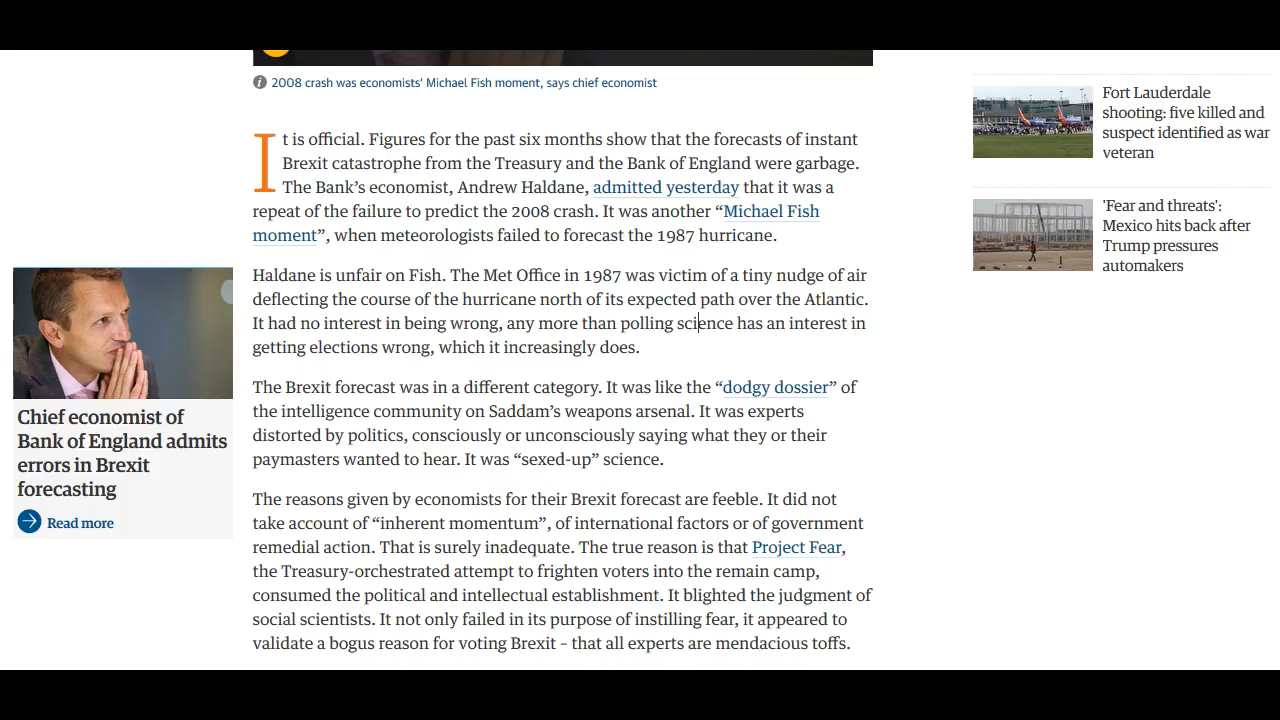 2008 crash was economists' Michael Fish moment, says chief economist
It is official. Figures for the past six months show that the forecasts of instant
Brexit catastrophe from the Treasury and the Bank of England were garbage.
The Bank’s economist, Andrew Haldane, admitted yesterday that it was a
repeat of the failure to predict the 2008 crash. It was another “Michael Fish
moment”, when meteorologists failed to forecast the 1987 hurricane.
Haldane is unfair on Fish. The Met Office in 1987 was victim of a tiny nudge of air
deflecting the course of the hurricane north of its expected path over the Atlantic.
It had no interest in being wrong, any more than polling science has an interest in
getting elections wrong, which it increasingly does.
The Brexit forecast was in a different category. It was like the “dodgy dossier” of
the intelligence community on Saddam’s weapons arsenal. It was experts
distorted by politics, consciously or unconsciously saying what they or their
paymasters wanted to hear. It was “sexed-up” science.
The reasons given by economists for their Brexit forecast are feeble. It did not
take account of “inherent momentum”, of international factors or of government
remedial action. That is surely inadequate. The true reason is that Project Fear,
the Treasury-orchestrated attempt to frighten voters into the remain camp,
consumed the political and intellectual establishment. It blighted the judgment of
social scientists. It not only failed in its purpose of instilling fear, it appeared to
validate a bogus reason for voting Brexit – that all experts are mendacious toffs.
Chief economist of
Bank of England admits
errors in Brexit
forecasting
Read more
Fort Lauderdale
shooting: five killed and
suspect identified as war
veteran
'Fear and threats':
Mexico hits back after
Trump pressures
automakers